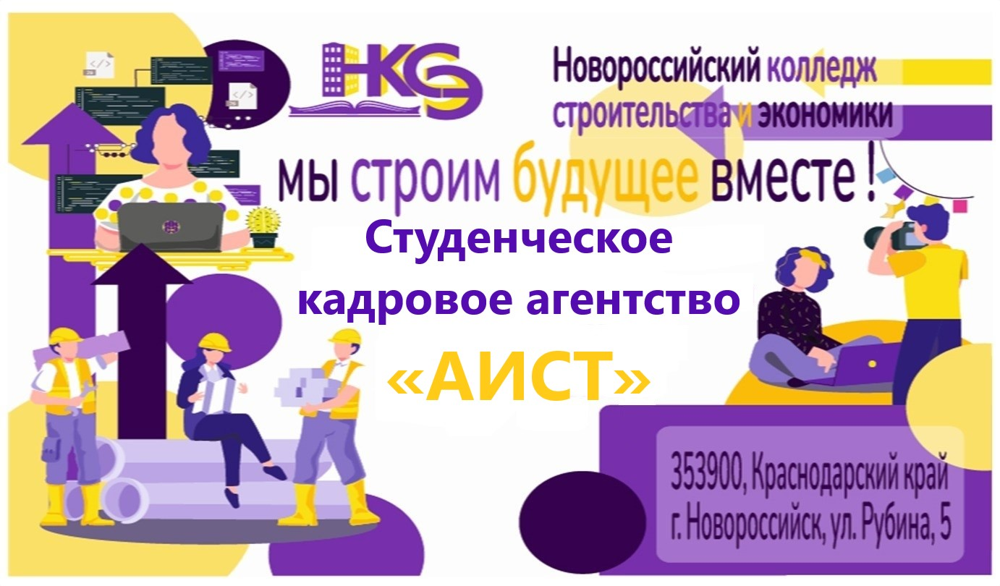 НКСЭ
Новороссийский колледж
строительства и экономики
мы строим будущее вместе !
Студенческое
кадровое агентство
«АИСТ»
353900, Краснодарский край
г. Новороссийск, ул. Рубина, 5